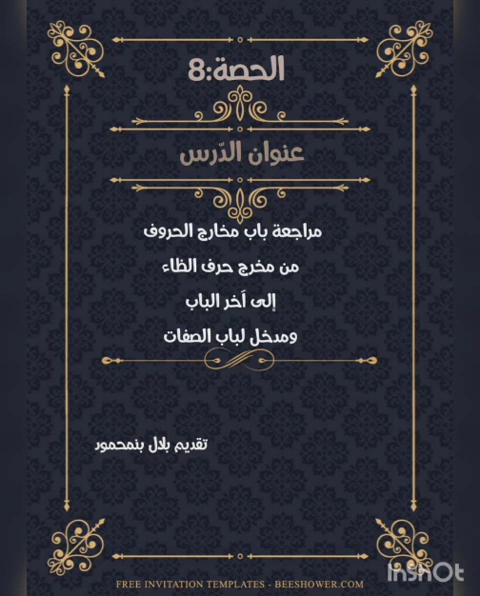 الحصة:8
عنوان الدّرس
مراجعة باب مخارج الحروف
من مخرج حرف الظاء
إلى آخر الباب
ومدخل لباب الصفات
تقديم بلال بنمحمود
InShOt
FREE INVITATION TEMPLATES - BEESHOWER.COM